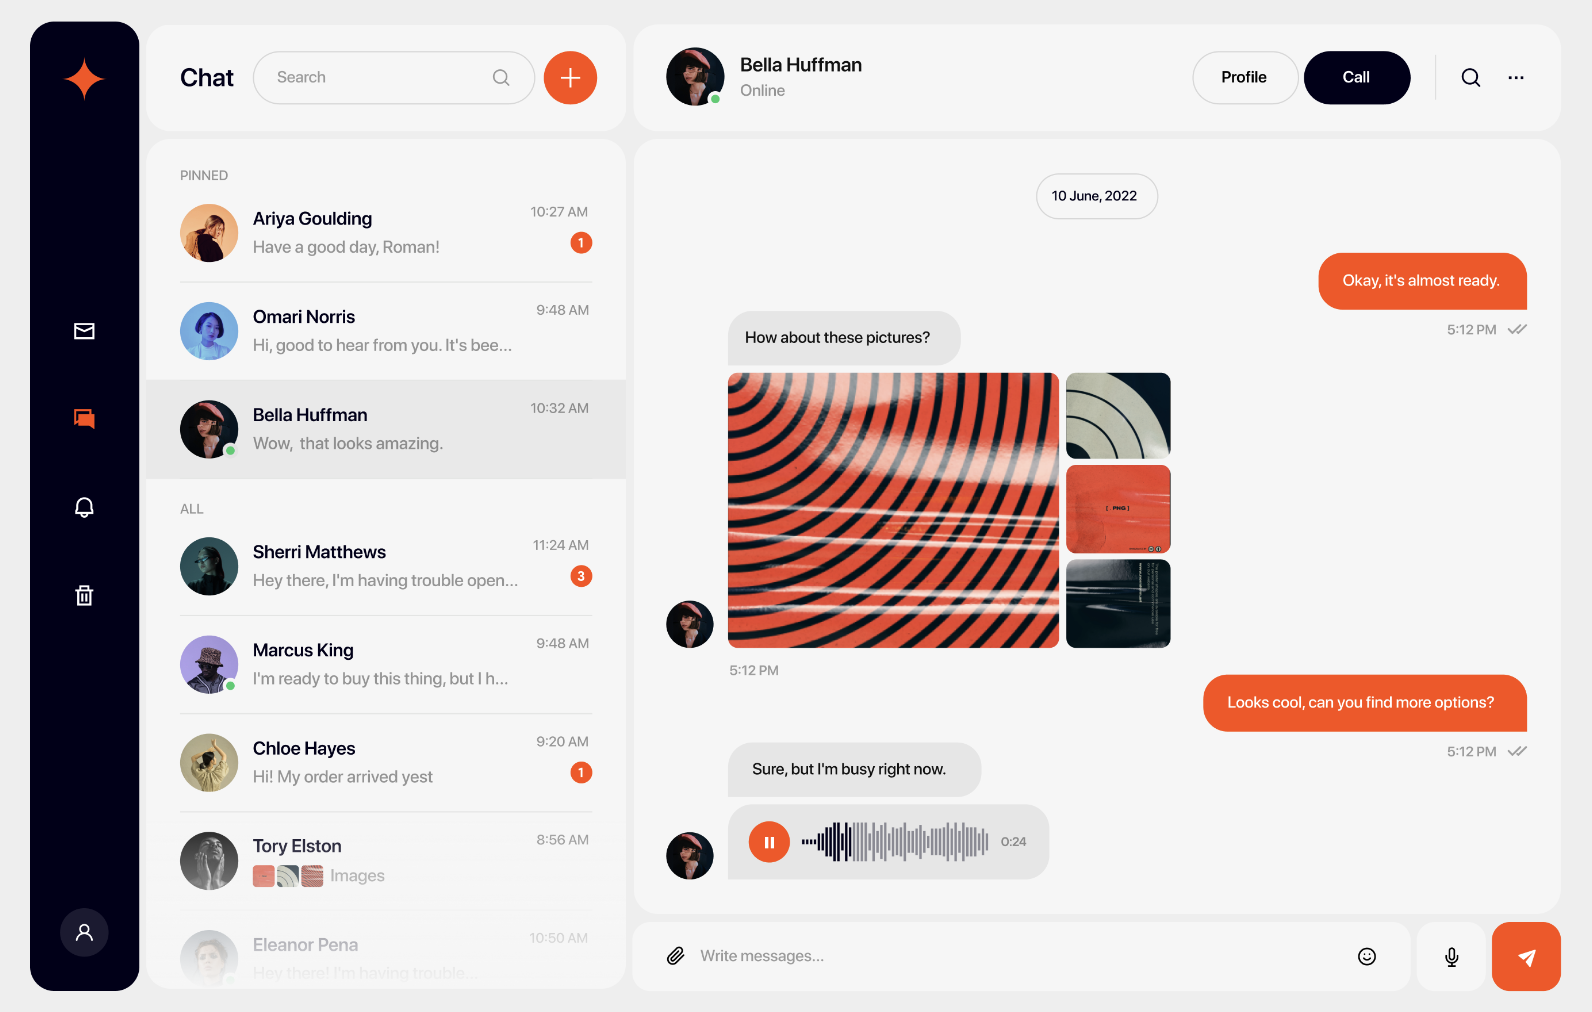 Chat
Search
Bella Huffman
Online
Profile
Call
PINNED
Ariya Goulding
10:27 AM
Have a good day, Roman!
1
Omari Norris
9:48 AM
Hi, good to hear from you. It's bee...
Bella Huffman
10:32 AM
Wow, that looks amazing.
ALL
Sherri Matthews
11:24 AM
Hey there, I'm having trouble open...
3
Marcus King
9:48 AM
I'm ready to buy this thing, but I h...
Chloe Hayes
9:20 AM
Hi! My order arrived yest
1
Tory Elston
8:56 AM
Images
Eleanor Pena
10:50 AM
Hey there! I'm having trouble...
10 June, 2022
Okay, it's almost ready.
5:12 PM
How about these pictures?
[ PNG ]
5:12 PM
Looks cool, can you find more options?
5:12 PM
Sure, but I'm busy right now.
0:24
Write messages...